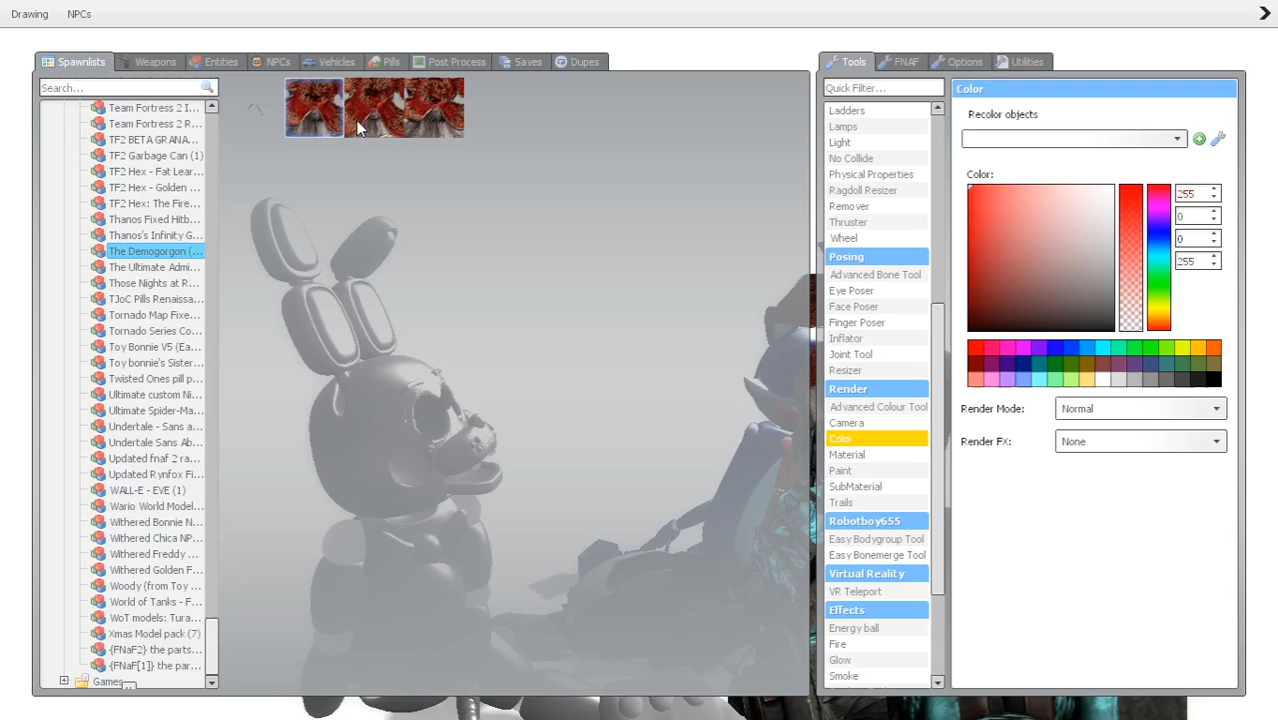 Drawing NPCs
Spawnlists Weapons Entities NPCs Vehicles Pills Post Process Saves Dupes
Tools FNAF Options Utilities
Search...
Team Fortress 2 I...
Team Fortress 2 R...
TF2 BETA GRANA...
TF2 Garbage Can (1)
TF2 Hex - Fat Lear...
TF2 Hex - Golden ...
TF2 Hex: The Fire...
Thanos Fixed Hitb...
Thanos's Infinity G...
The Demogorgon (...
The Ultimate Admi...
Those Nights at R...
TJoC Pills Renaissa...
Tornado Map Fixe...
Tornado Series Co...
Toy Bonnie V5 (Ea...
Toy bonnie's Sister...
Twisted Ones pill p...
Ultimate custom Ni...
Ultimate Spider-Ma...
Undertale - Sans a...
Undertale Sans Ab...
Updated fnaf 2 ra...
Updated Rynfox Fi...
WALL-E - EVE (1)
Wario World Model...
Withered Bonnie N...
Withered Chica NP...
Withered Freddy ...
Withered Golden F...
Woody (from Toy ...
World of Tanks - F...
WoT models: Tura...
Xmas Model pack (7)
{FNaF2} the parts...
{FNaF[1]} the par...
Games
...
Quick Filter...
Ladders
Lamps
Light
No Collide
Physical Properties
Ragdoll Resizer
Remover
Thruster
Wheel
Posing
Advanced Bone Tool
Eye Poser
Face Poser
Finger Poser
Inflator
Joint Tool
Resizer
Render
Advanced Colour Tool
Camera
Color
Material
Paint
SubMaterial
Trails
Robotboy655
Easy Bodygroup Tool
Easy Bonemerge Tool
Virtual Reality
VR Teleport
Effects
Energy ball
Fire
Glow
Smoke
Color
Recolor objects
Color:
255
0
0
255
Render Mode: Normal
Render FX: None